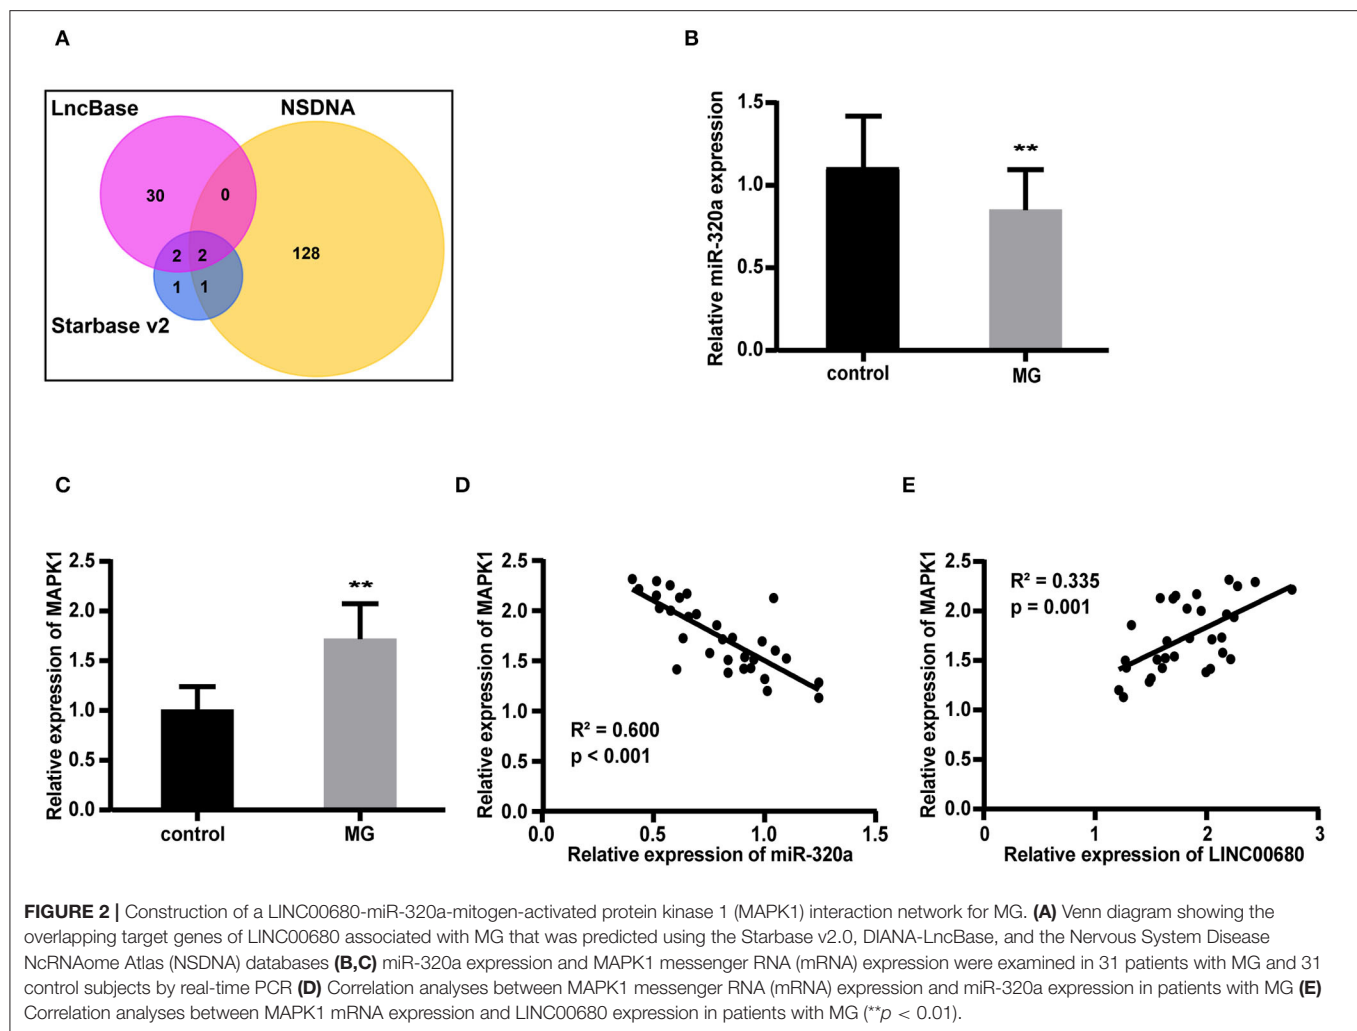 A
LncBase
NSDNA
30
0
2
2
128
1
1
Starbase v2
B
Relative miR-320a expression
1.5
1.0
0.5
0.0
**
control
MG
C
Relative expression of MAPK1
2.5
2.0
1.5
1.0
0.5
0.0
**
control
MG
D
Relative expression of MAPK1
2.5
2.0
1.5
1.0
0.5
0.0
R² = 0.600
p < 0.001
0.0
0.5
1.0
1.5
Relative expression of miR-320a
E
Relative expression of MAPK1
2.5
2.0
1.5
1.0
0.5
0.0
R² = 0.335
p = 0.001
0
1
2
3
Relative expression of LINC00680
FIGURE 2 | Construction of a LINC00680-miR-320a-mitogen-activated protein kinase 1 (MAPK1) interaction network for MG. (A) Venn diagram showing the
overlapping target genes of LINC00680 associated with MG that was predicted using the Starbase v2.0, DIANA-LncBase, and the Nervous System Disease
NcRNAome Atlas (NSDNA) databases (B,C) miR-320a expression and MAPK1 messenger RNA (mRNA) expression were examined in 31 patients with MG and 31
control subjects by real-time PCR (D) Correlation analyses between MAPK1 messenger RNA (mRNA) expression and miR-320a expression in patients with MG (E)
Correlation analyses between MAPK1 mRNA expression and LINC00680 expression in patients with MG (**p < 0.01).